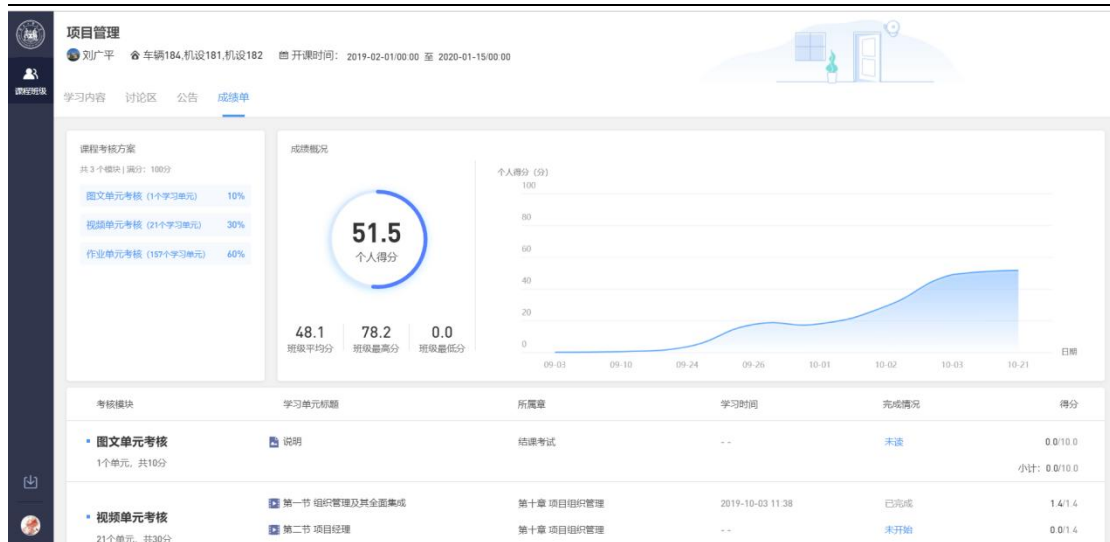 项目管理
刘广平 车辆184,机设181,机设182 开课时间： 2019-02-01/00:00 至 2020-01-15/00:00
课程班级
学习内容 讨论区 公告 成绩单
课程考核方案
共 3 个模块 | 满分：100分
图文单元考核 (1个学习单元) 10%
视频单元考核 (21个学习单元) 30%
作业单元考核 (157个学习单元) 60%
成绩概况
51.5
个人得分
48.1 78.2 0.0
班级平均分 班级最高分 班级最低分
个人得分（分）
100
80
60
40
20
0
09-03 09-10 09-24 09-26 10-01 10-02 10-03 10-21
日期
考核模块 学习单元标题 所属章 学习时间 完成情况 得分
图文单元考核 说明 结课考试 - - 未读 0.0/10.0
1个单元，共10分
小计：0.0/10.0
第一节 组织管理及其全面集成 第十章 项目组织管理 2019-10-03 11:38 已完成 1.4/1.4
视频单元考核
第二节 项目经理 第十章 项目组织管理 - - 未开始 0.0/1.4
21个单元，共30分